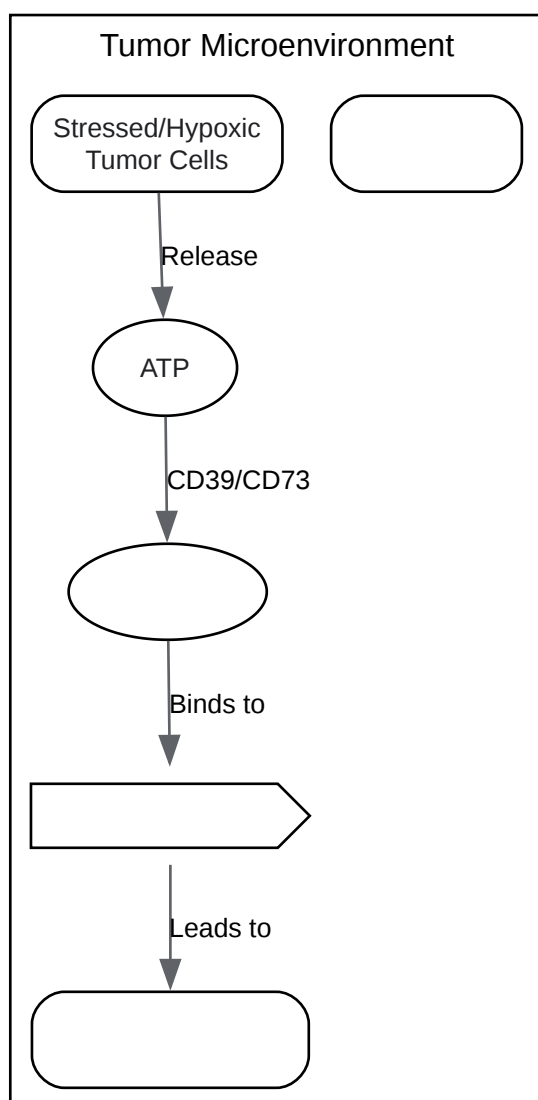 Tumor Microenvironment
Stressed/Hypoxic
Tumor Cells
Release
ATP
CD39/CD73
Binds to
Leads to